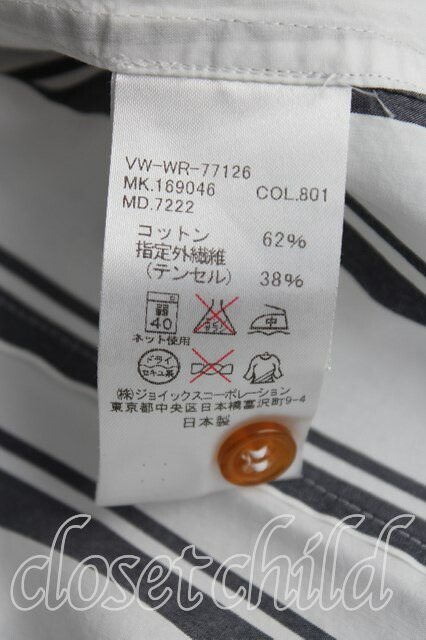 VW-WR-77126
MK.169046 COL.801
MD.7222
コットン 62%
指定外繊維
(テンセル) 38%
弱
40 中
ネット使用
ドライ
セキユ系
(株)ジョイックスコーポレーション
東京都中央区日本橋富沢町9-4
日本製
closet child